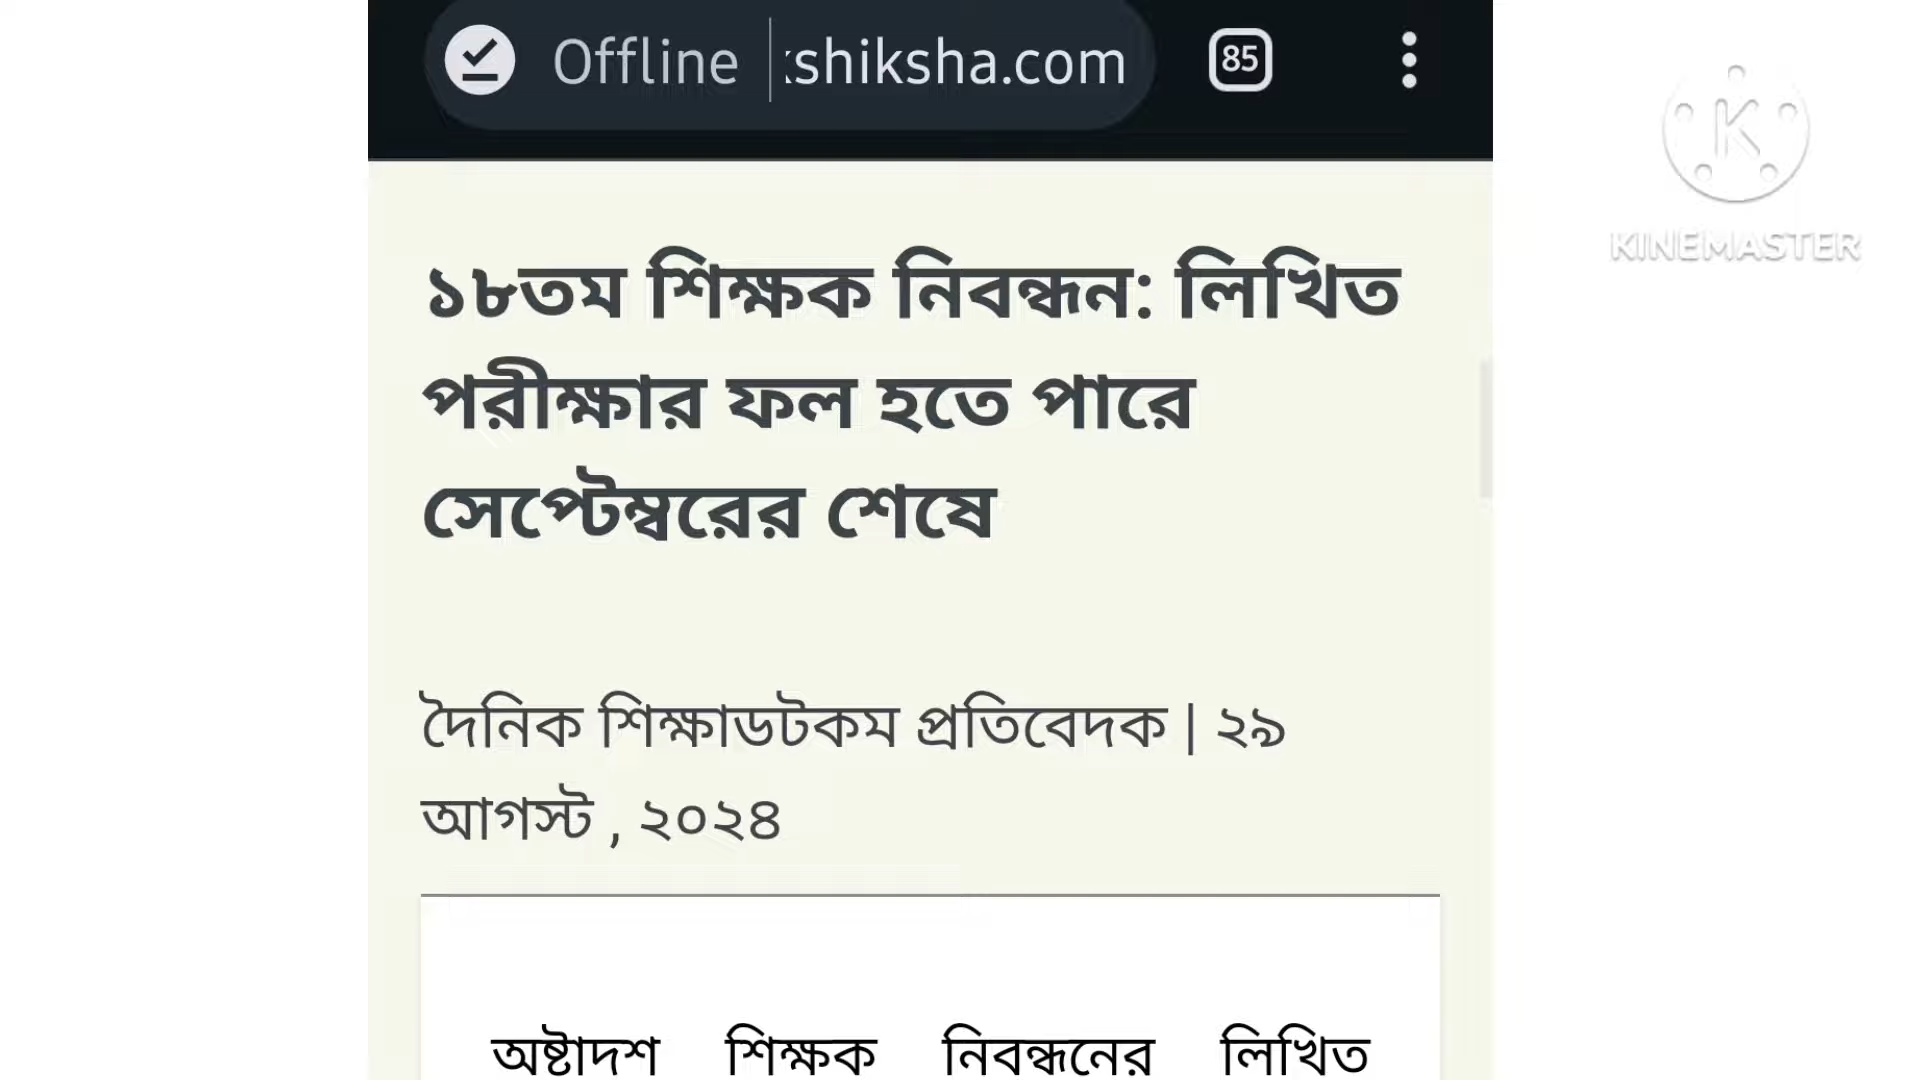 Offline
kshiksha.com
85
K
KINEMASTER
১৮তম শিক্ষক নিবন্ধন: লিখিত
পরীক্ষার ফল হতে পারে
সেপ্টেম্বরের শেষে
দৈনিক শিক্ষাডটকম প্রতিবেদক | ২৯
আগস্ট , ২০২৪
অষ্টাদশ শিক্ষক নিবন্ধনের লিখিত